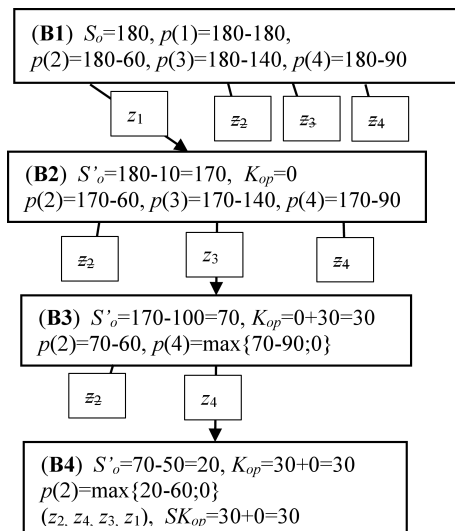 (B1) Sₒ=180, p(1)=180-180,
p(2)=180-60, p(3)=180-140, p(4)=180-90
z₁ z₂ z₃ z₄
(B2) S’ₒ=180-10=170, Kₒₚ=0
p(2)=170-60, p(3)=170-140, p(4)=170-90
z₂ z₃ z₄
(B3) S’ₒ=170-100=70, Kₒₚ=0+30=30
p(2)=70-60, p(4)=max{70-90;0}
z₂ z₄
(B4) S’ₒ=70-50=20, Kₒₚ=30+0=30
p(2)=max{20-60;0}
(z₂, z₄, z₃, z₁), SKₒₚ=30+0=30